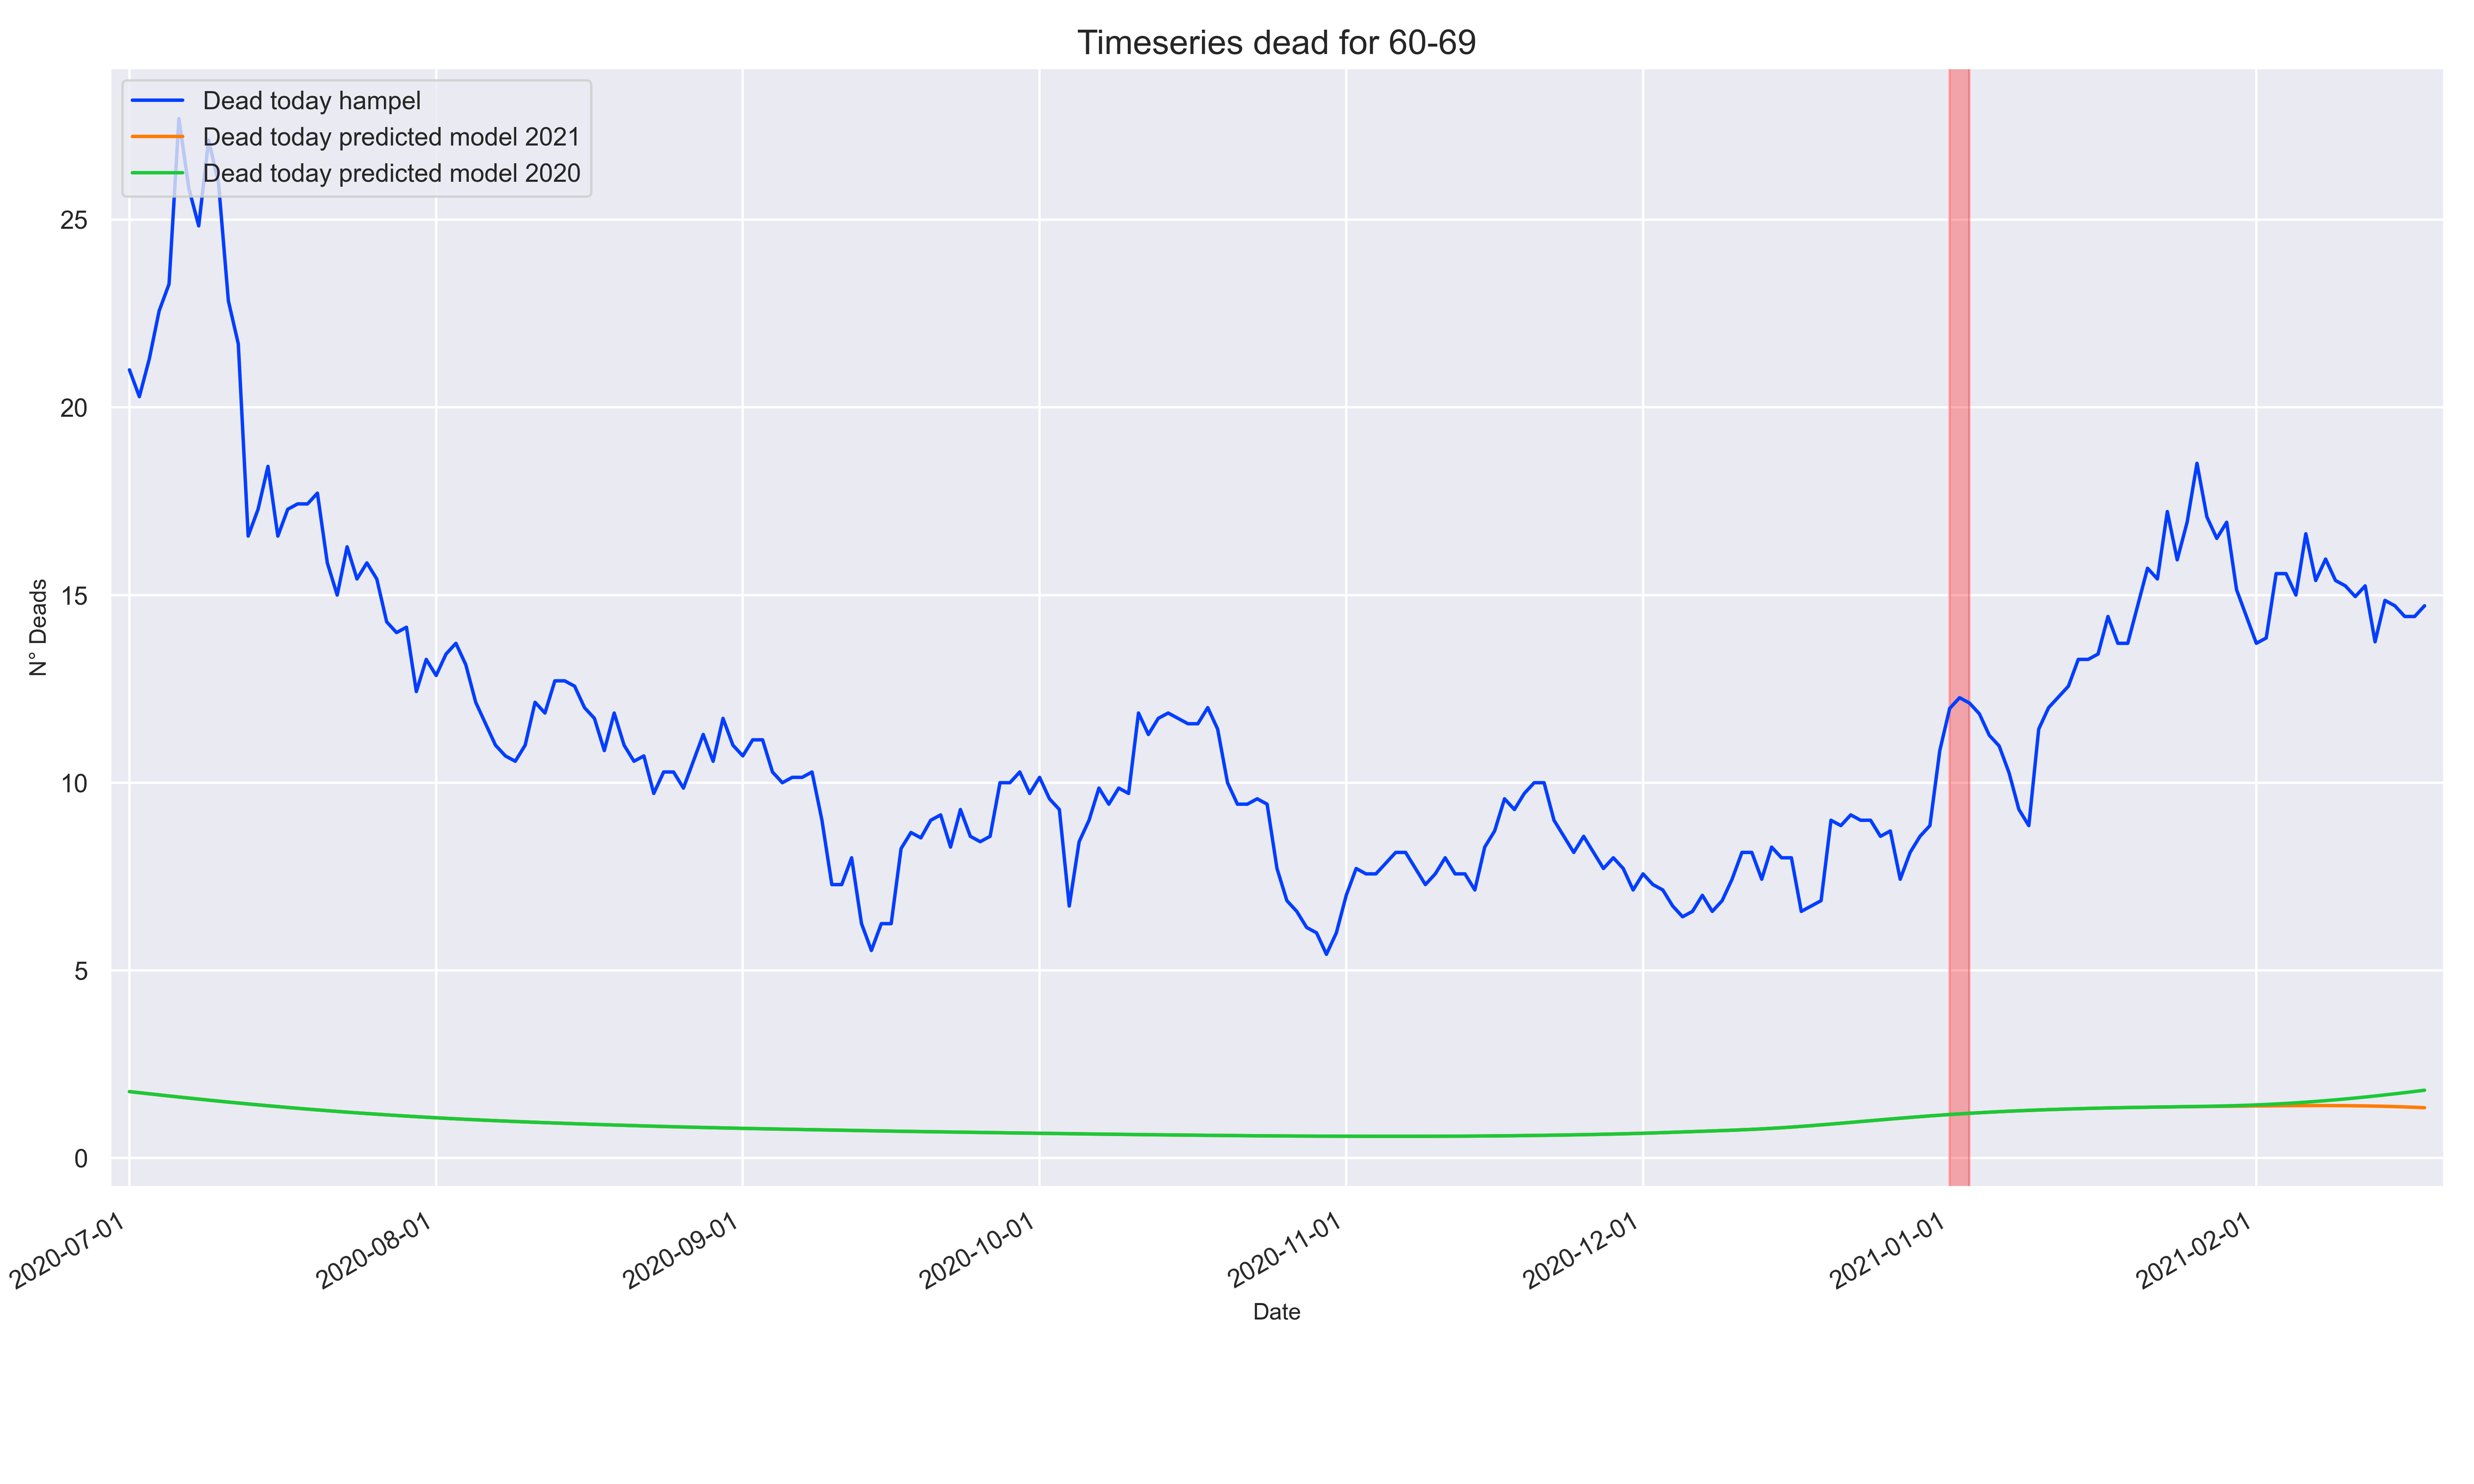 Timeseries dead for 60-69
Dead today hampel
Dead today predicted model 2021
Dead today predicted model 2020
25
20
15
10
5
0
N° Deads
2020-07-01
2020-08-01
2020-09-01
2020-10-01
2020-11-01
2020-12-01
2021-01-01
2021-02-01
Date